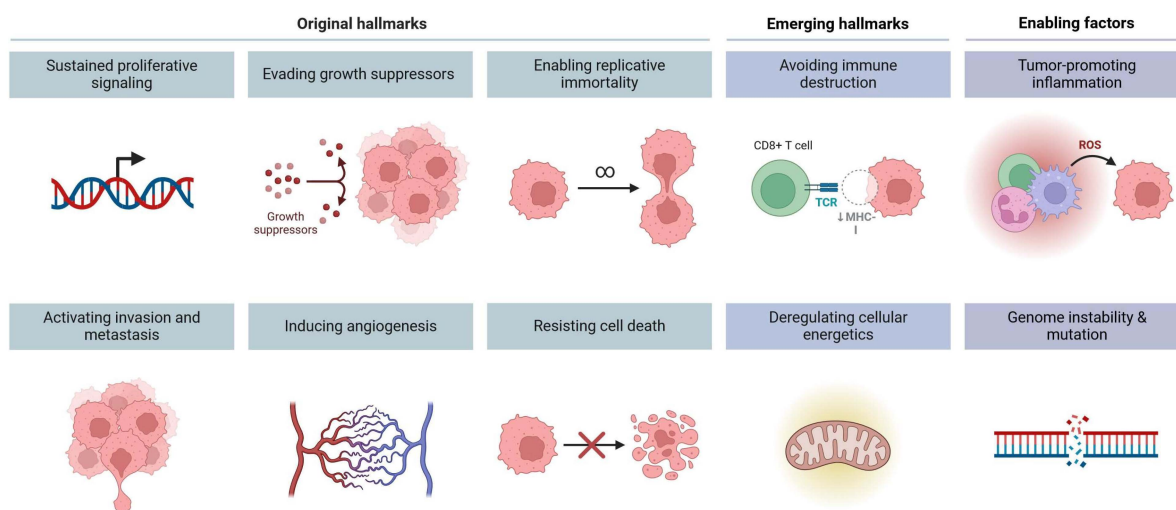 Original hallmarks
Emerging hallmarks
Enabling factors
Sustained proliferative
signaling
Evading growth suppressors
Enabling replicative
immortality
Avoiding immune
destruction
Tumor-promoting
inflammation
Growth
suppressors
∞
CD8+ T cell
TCR
↓MHC-
I
ROS
Activating invasion and
metastasis
Inducing angiogenesis
Resisting cell death
Deregulating cellular
energetics
Genome instability &
mutation